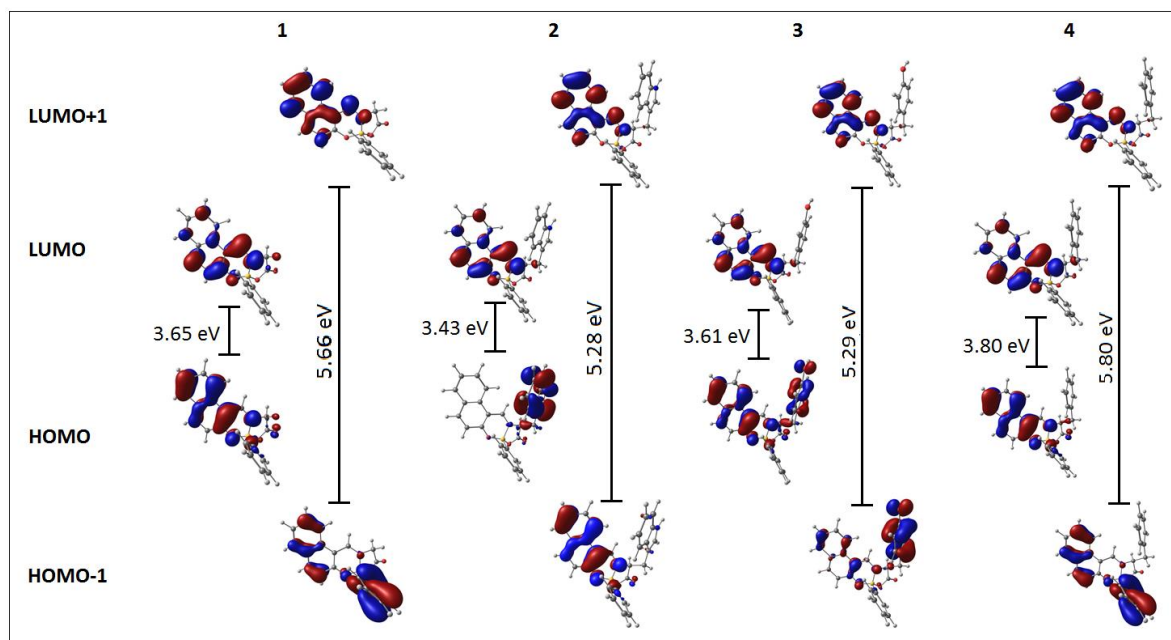 1 2 3 4
LUMO+1
LUMO
3.65 eV 5.66 eV 3.43 eV 5.28 eV 3.61 eV 5.29 eV 3.80 eV 5.80 eV
HOMO
HOMO-1